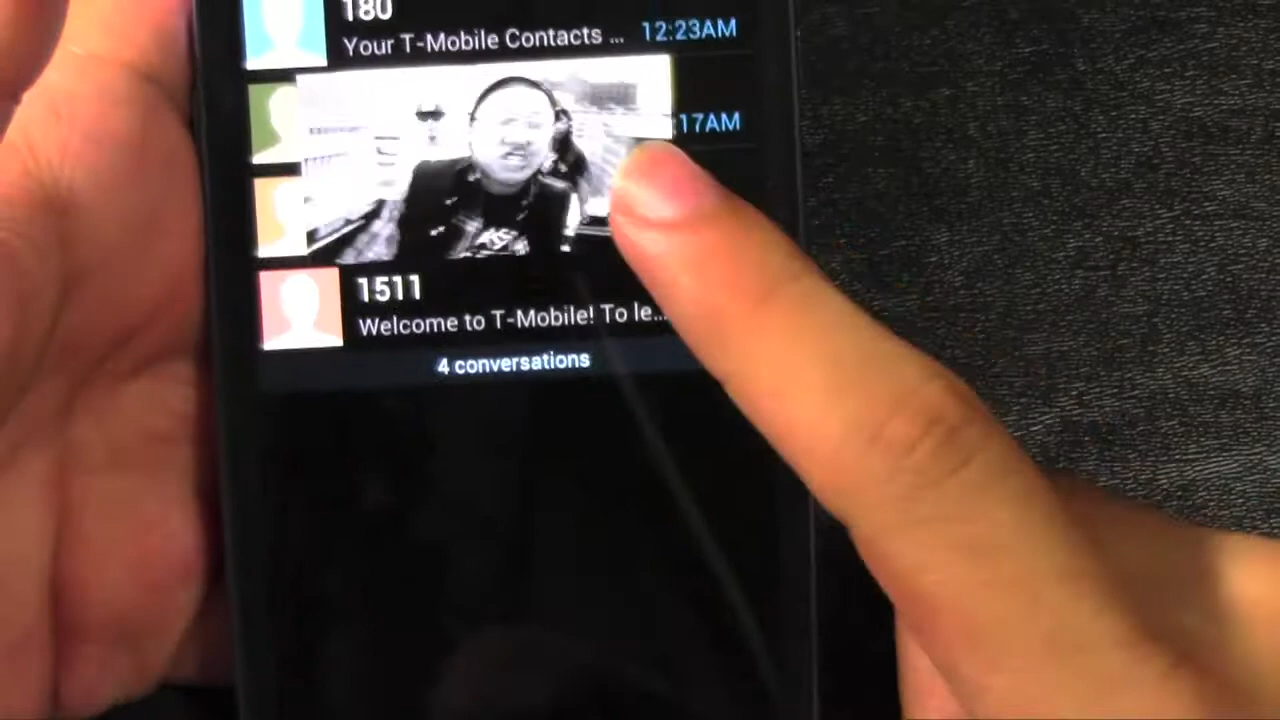 180
Your T-Mobile Contacts ... 12:23AM
17AM
1511
Welcome to T-Mobile! To le...
4 conversations